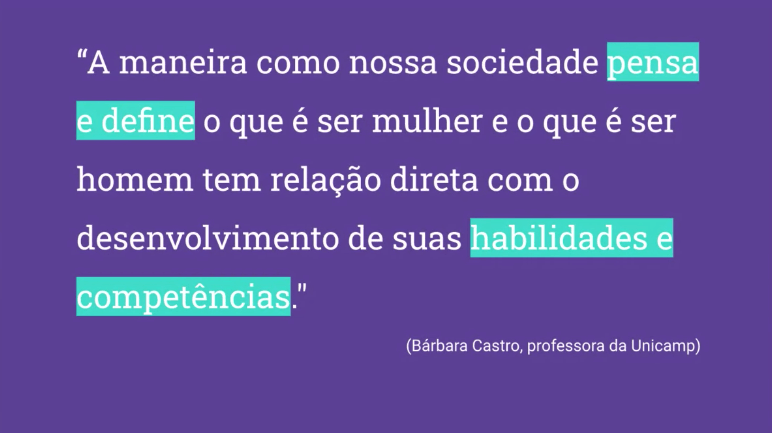 “A maneira como nossa sociedade pensa
e define o que é ser mulher e o que é ser
homem tem relação direta com o
desenvolvimento de suas habilidades e
competências."
(Bárbara Castro, professora da Unicamp)